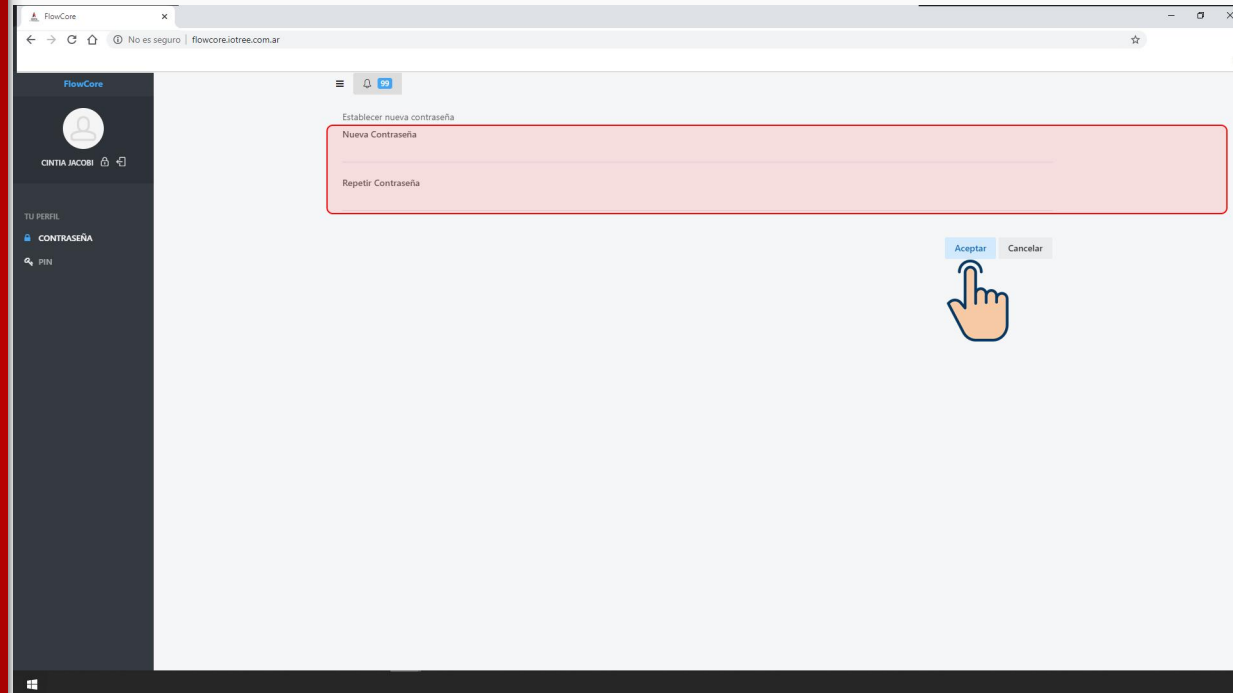 FlowCore
No es seguro | flowcore.iotree.com.ar
FlowCore
99
CINTIA JACOBI
TU PERFIL
CONTRASEÑA
PIN
Establecer nueva contraseña
Nueva Contraseña
Repetir Contraseña
Aceptar Cancelar